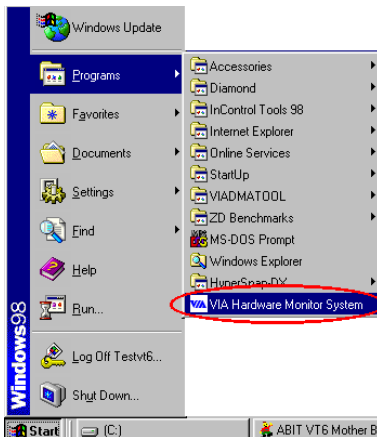 Windows Update
Programs
Favorites
Documents
Settings
Find
Help
Run...
Log Off Testvt6...
Shut Down...
Windows98
Accessories
Diamond
InControl Tools 98
Internet Explorer
Online Services
StartUp
VIADMATOOL
ZD Benchmarks
MS-DOS Prompt
Windows Explorer
HyperSnap-DX
VIA VIA Hardware Monitor System
Start
(C:)
ABIT VT6 Mother B